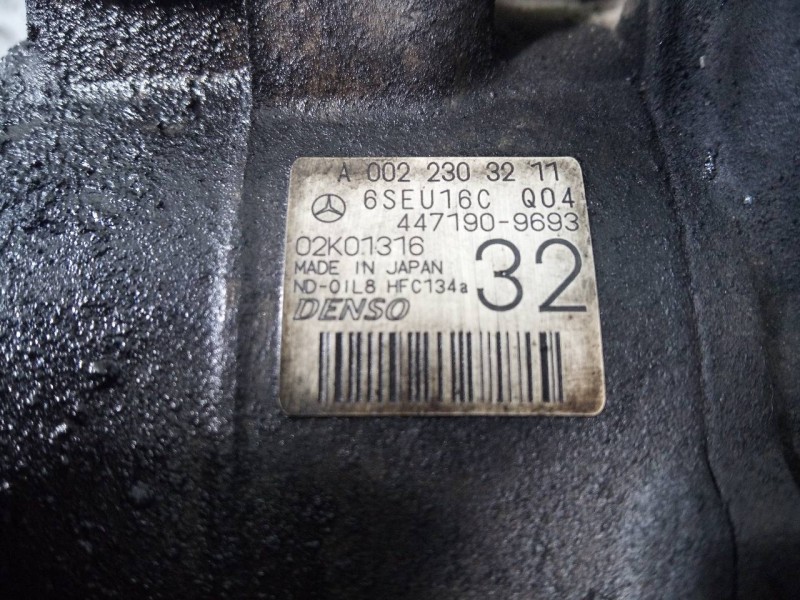 A 002 230 32 11
6SEU16C Q04
447190-9693
02K01316
MADE IN JAPAN
32
ND-OIL8 HFC134a
DENSO